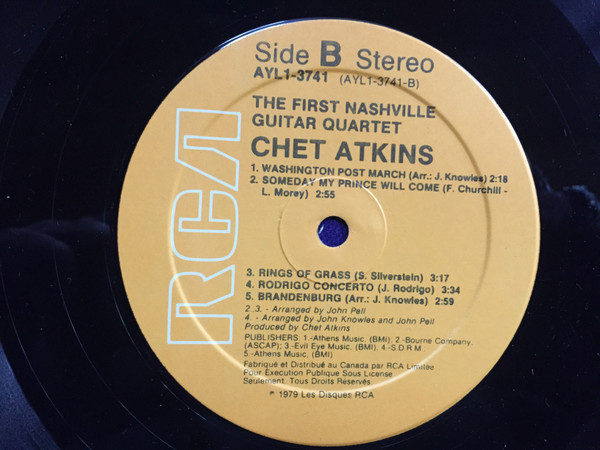 RCA
Side B Stereo
AYL1-3741 (AYL1-3741-B)
THE FIRST NASHVILLE
GUITAR QUARTET
CHET ATKINS
1. WASHINGTON POST MARCH (Arr.: J. Knowles) 2:18
2. SOMEDAY MY PRINCE WILL COME (F. Churchill -
L. Morey) 2:55
3. RINGS OF GRASS (S. Silverstein) 3:17
4. RODRIGO CONCERTO (J. Rodrigo) 3:34
5. BRANDENBURG (Arr.: J. Knowles) 2:59
2.3. - Arranged by John Pell
4. - Arranged by John Knowles and John Pell
Produced by Chet Atkins
PUBLISHERS: 1.-Athens Music, (BMI); 2.-Bourne Company,
(ASCAP); 3.-Evil Eye Music, (BMI), 4.-S.D.R.M.
5.-Athens Music, (BMI)
Fabriqué et Distribué au Canada par RCA Limitée
Pour Exécution Publique Sous License
Seulement. Tous Droits Réservés.
℗ 1979 Les Disques RCA